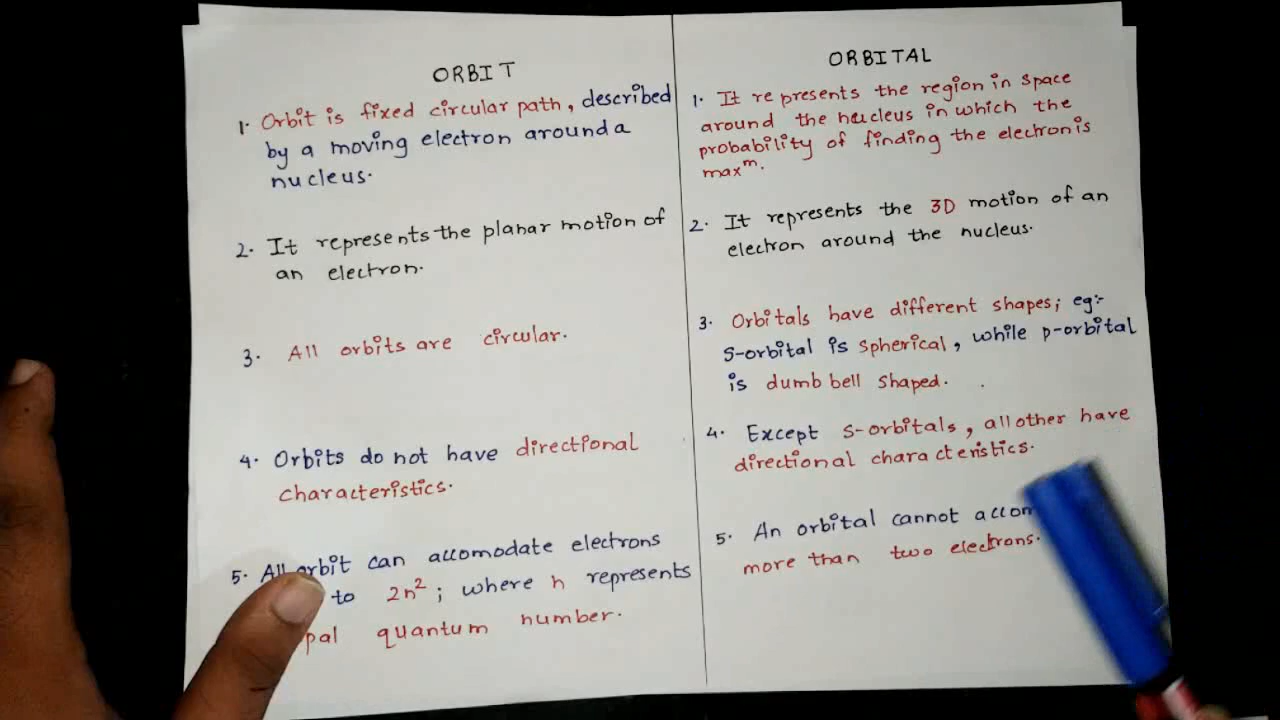 ORBIT
1. Orbit is fixed circular path, described
by a moving electron around a
nucleus.
2. It represents the planar motion of
an electron.
3. All orbits are circular.
4. Orbits do not have directional
characteristics.
5. All orbit can accomodate electrons
to 2n²; where n represents
pal quantum number.
ORBITAL
1. It represents the region in space
around the nucleus in which the
probability of finding the electron is
maxᵐ.
2. It represents the 3D motion of an
electron around the nucleus.
3. Orbitals have different shapes; eg:-
s-orbital is spherical, while p-orbital
is dumb bell shaped.
4. Except s-orbitals, all other have
directional characteristics.
5. An orbital cannot accom
more than two electrons.